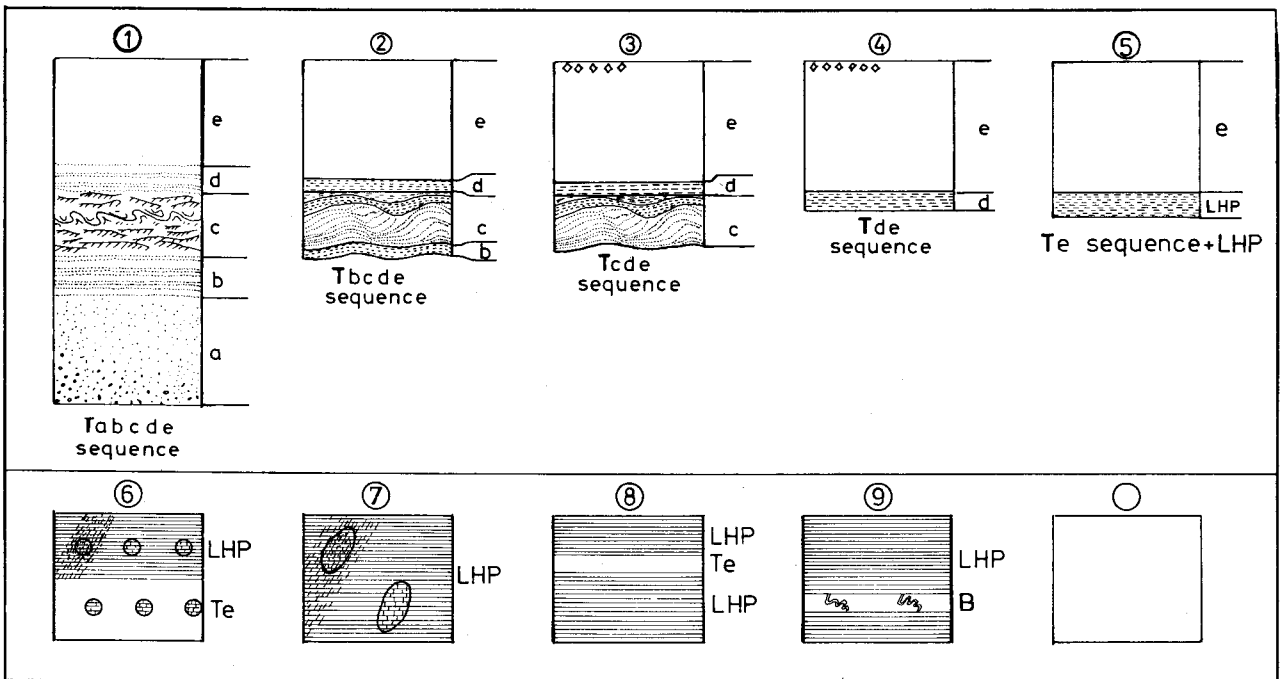 ① ② ③ ④ ⑤
e
d
c
b
a
Tabcde
sequence
e
d
c
b
Tbcde
sequence
e
d
c
Tcde
sequence
e
d
Tde
sequence
e
LHP
Te sequence+LHP
⑥ ⑦ ⑧ ⑨
LHP
Te
LHP
LHP
Te
LHP
LHP
B